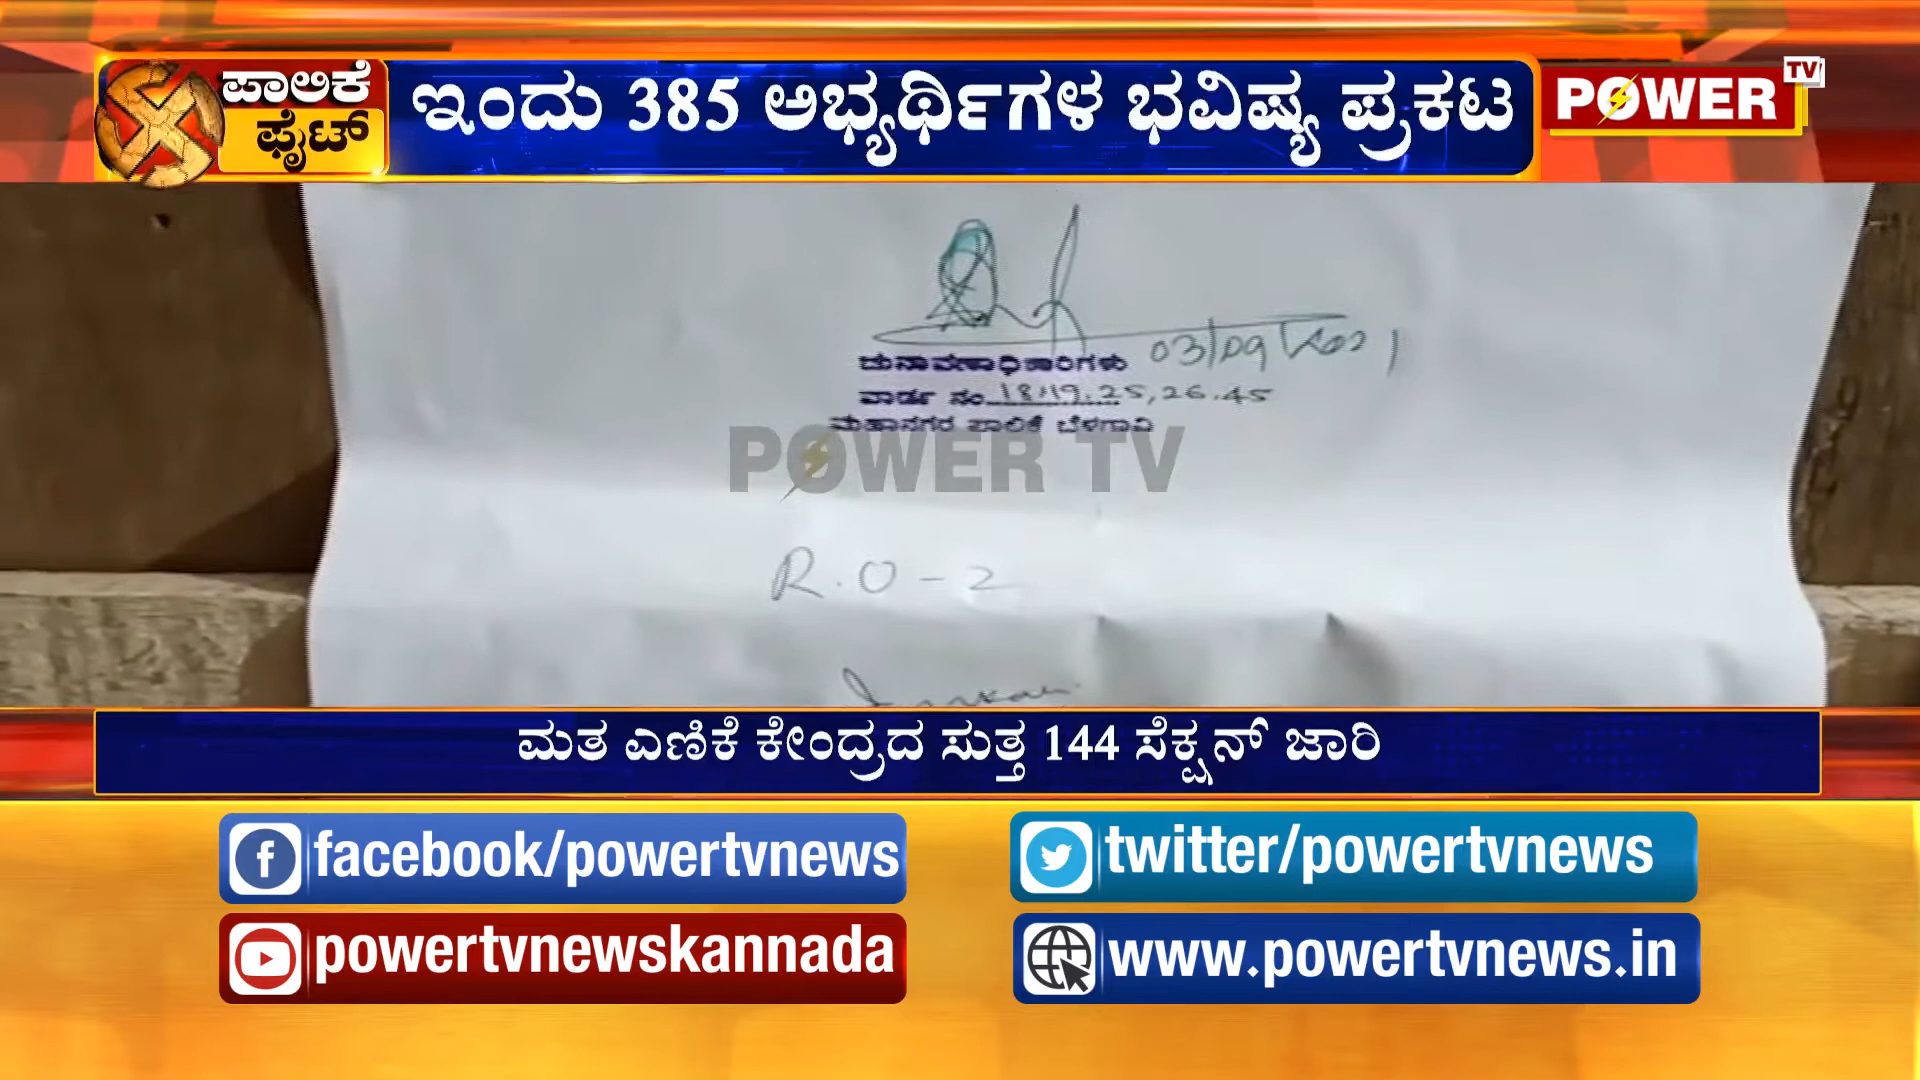 ಪಾಲಿಕೆ
ಫೈಟ್
ಇಂದು 385 ಅಭ್ಯರ್ಥಿಗಳ ಭವಿಷ್ಯ ಪ್ರಕಟ
POWER TV
03/09/2021
ಚುನಾವಣಾಧಿಕಾರಿಗಳು
ವಾರ್ಡ ನಂ. 18,19,25,26,45
ಮಹಾನಗರ ಪಾಲಿಕೆ ಬೆಳಗಾವಿ
POWER TV
R.O-2
ಮತ ಎಣಿಕೆ ಕೇಂದ್ರದ ಸುತ್ತ 144 ಸೆಕ್ಷನ್ ಜಾರಿ
facebook/powertvnews
twitter/powertvnews
powertvnewskannada
www.powertvnews.in